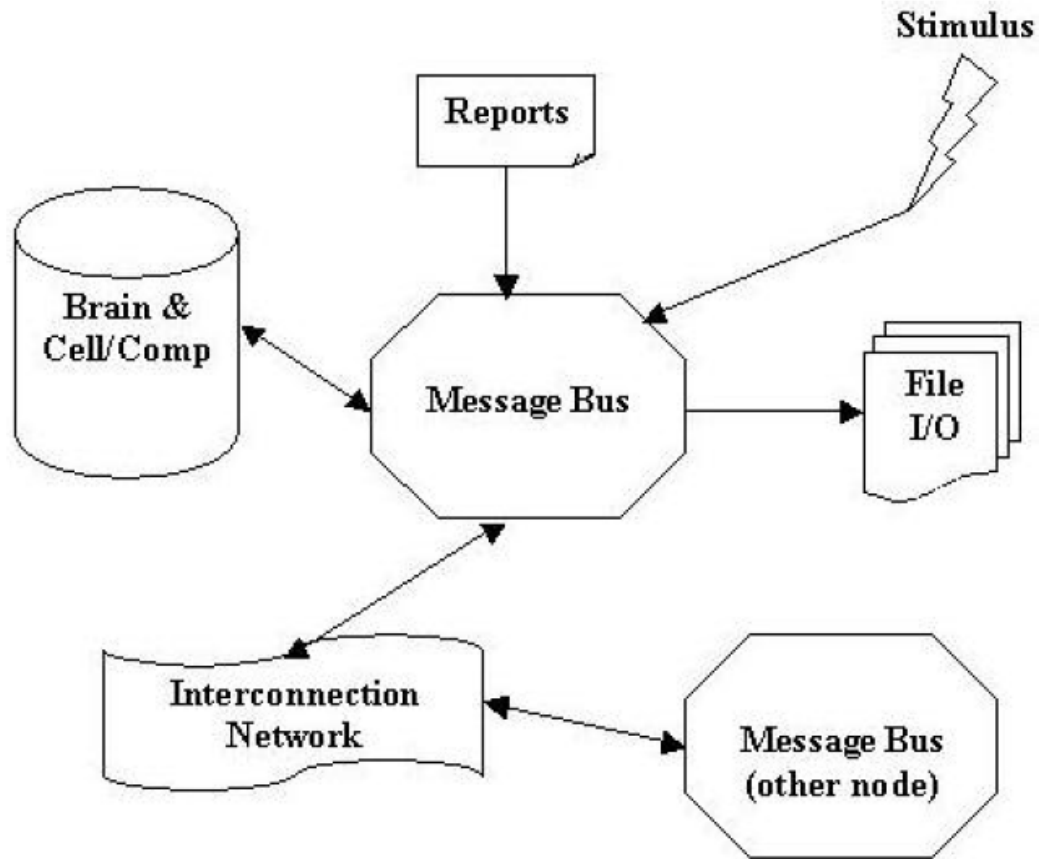 Stimulus
Reports
Brain &
Cell/Comp
Message Bus
File
I/O
Interconnection
Network
Message Bus
(other node)